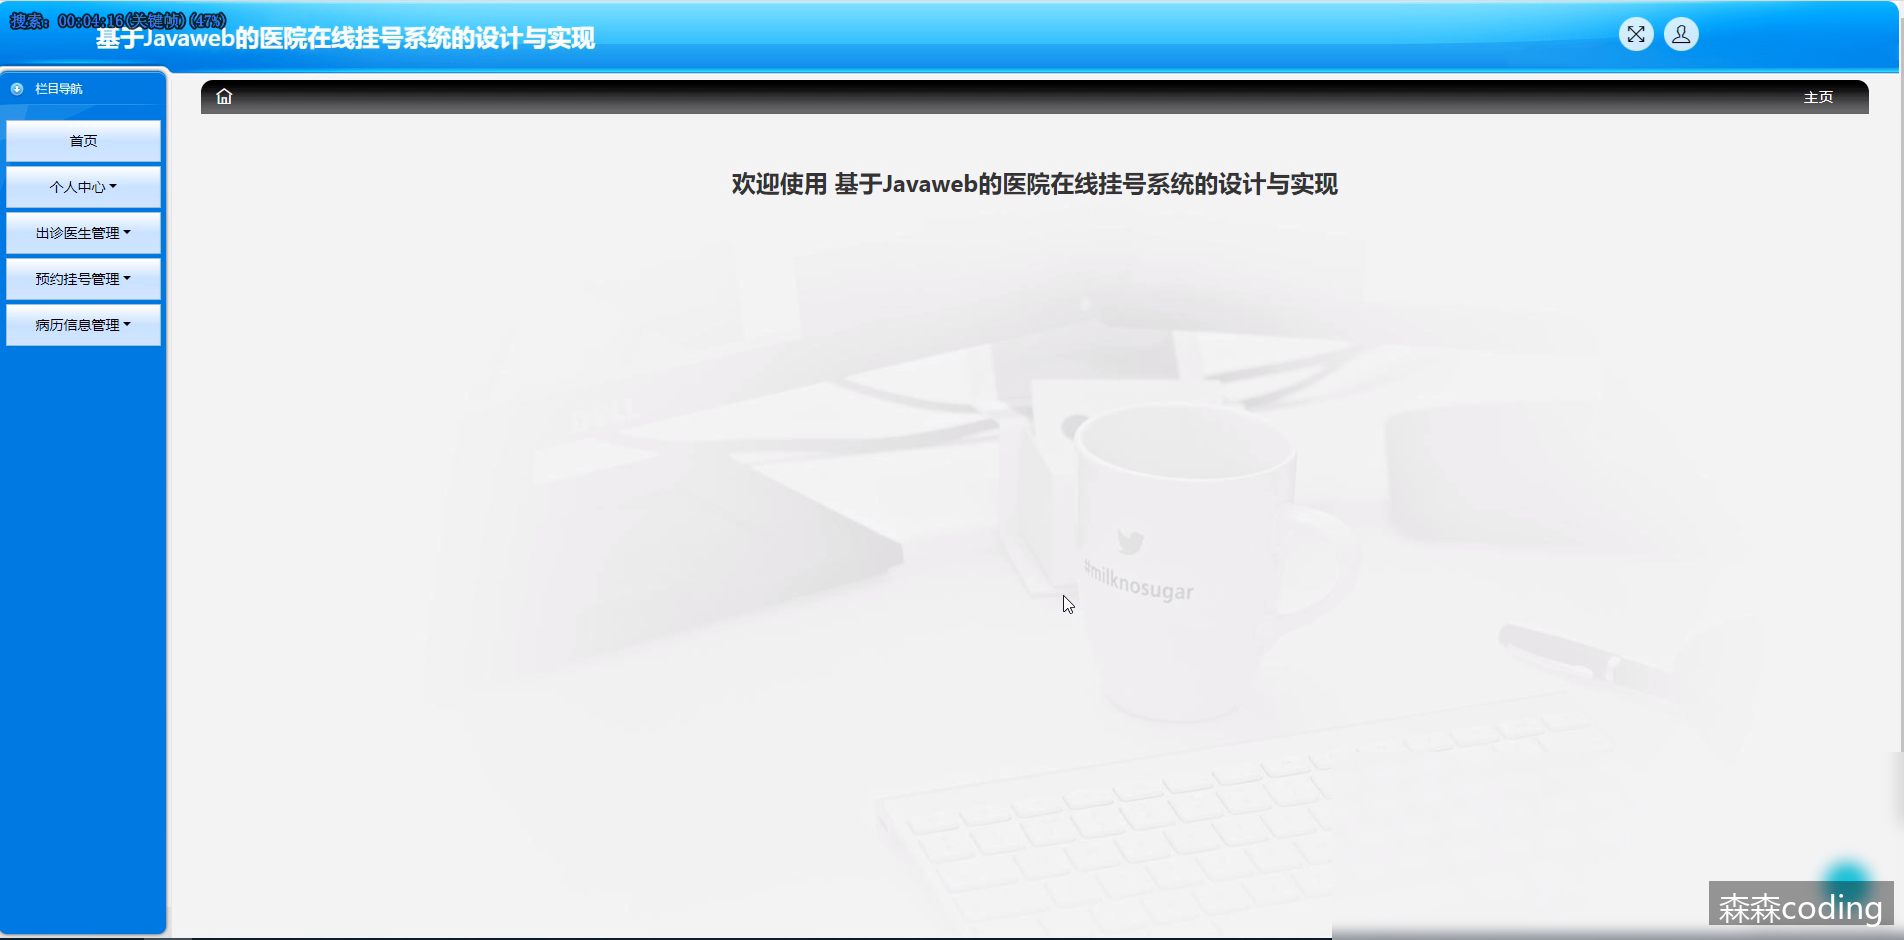 搜索: 00:04:16(关键帧)(47%)
基于Javaweb的医院在线挂号系统的设计与实现
栏目导航
主页
首页
个人中心
出诊医生管理
预约挂号管理
病历信息管理
欢迎使用 基于Javaweb的医院在线挂号系统的设计与实现
#milknosugar
森森coding